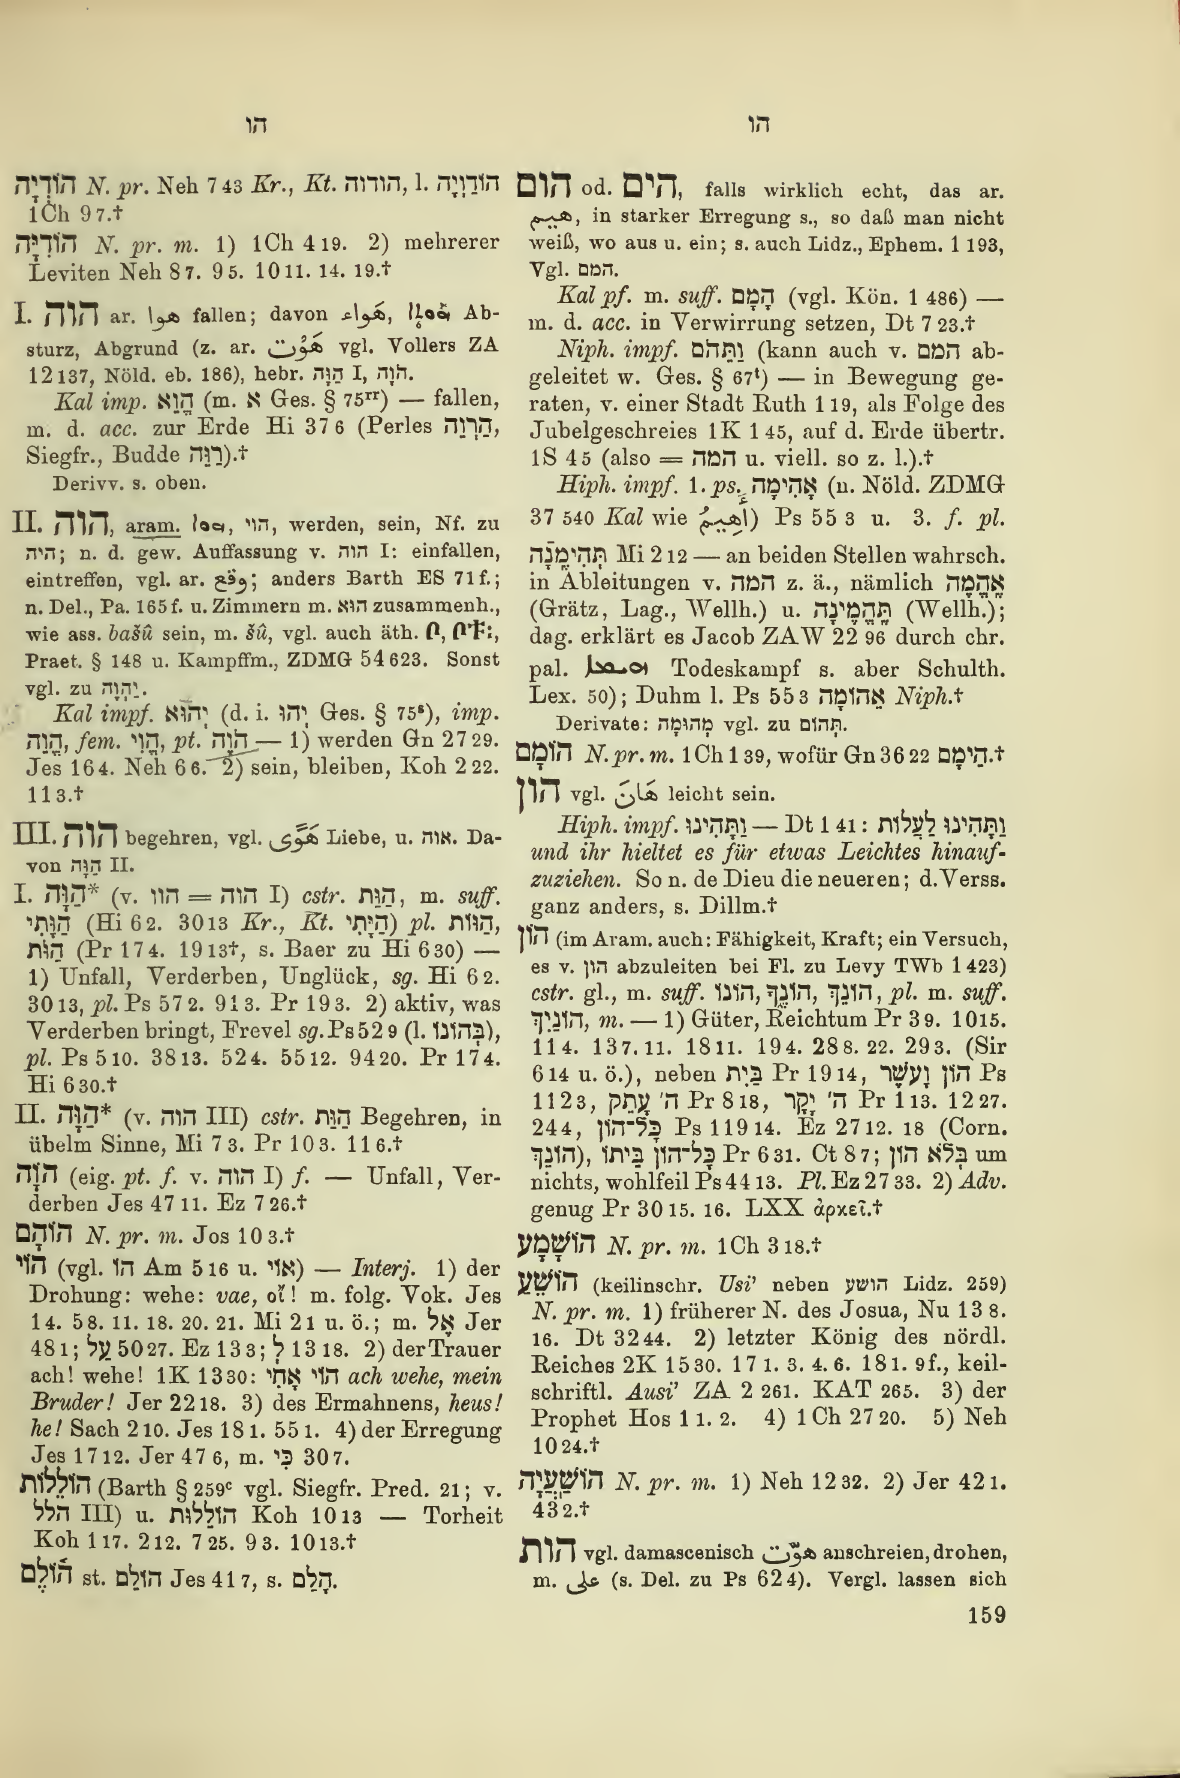 הו
הו
הוֹדְיָה N. pr. Neh 7 43 Kr., Kt. הודוה, l. הוֹדַוְיָה
1Ch 9 7.†
הוֹדִיָּה N. pr. m. 1) 1Ch 4 19. 2) mehrerer
Leviten Neh 8 7. 9 5. 10 11. 14. 19.†
I. הוה ar. هوا fallen; davon هَواء, Ab-
sturz, Abgrund (z. ar. هَوَّت vgl. Vollers ZA
12 137, Nöld. eb. 186), hebr. הַוָּה I, הֹוָה.
Kal imp. הֱוֵא (m. א Ges. § 75rr) — fallen,
m. d. acc. zur Erde Hi 37 6 (Perles הַרְוֵה,
Siegfr., Budde רַוֵּה).†
Derivv. s. oben.
II. הוה, aram. ܗܘܐ, הוי, werden, sein, Nf. zu
היה; n. d. gew. Auffassung v. הוה I: einfallen,
eintreffen, vgl. ar. وقع; anders Barth ES 71 f.;
n. Del., Pa. 165 f. u. Zimmern m. הוא zusammenh.,
wie ass. bašû sein, m. šû, vgl. auch äth.
Praet. § 148 u. Kampffm., ZDMG 54 623. Sonst
vgl. zu יַהְוֶה.
Kal impf. יְהוּא (d. i. יְהוּ Ges. § 75s), imp.
הֱוֵה, fem. הֲוִי, pt. הֹוֶה — 1) werden Gn 27 29.
Jes 16 4. Neh 6 6. 2) sein, bleiben, Koh 2 22.
11 3.†
III. הוה begehren, vgl. هَوًى Liebe, u. אוה. Da-
von הַוָּה II.
I. הַוָּה* (v. הוו = הוה I) cstr. הַוַּת, m. suff.
הַוָּתִי (Hi 6 2. 30 13 Kr., Kt. הַיָּתִי) pl. הַוּוֹת,
הַוֹּת (Pr 17 4. 19 13†, s. Baer zu Hi 6 30) —
1) Unfall, Verderben, Unglück, sg. Hi 6 2.
30 13, pl. Ps 57 2. 91 3. Pr 19 3. 2) aktiv, was
Verderben bringt, Frevel sg. Ps 52 9 (l. בְּהוֹנוֹ),
pl. Ps 5 10. 38 13. 52 4. 55 12. 94 20. Pr 17 4.
Hi 6 30.†
II. הַוָּה* (v. הוה III) cstr. הַוַּת Begehren, in
übelm Sinne, Mi 7 3. Pr 10 3. 11 6.†
הֹוָה (eig. pt. f. v. הוה I) f. — Unfall, Ver-
derben Jes 47 11. Ez 7 26.†
הוֹהָם N. pr. m. Jos 10 3.†
הוֹי (vgl. הוֹ Am 5 16 u. אוֹי) — Interj. 1) der
Drohung: wehe: vae, οἴ! m. folg. Vok. Jes
1 4. 5 8. 11. 18. 20. 21. Mi 2 1 u. ö.; m. אֶל Jer
48 1; עַל 50 27. Ez 13 3; לְ 13 18. 2) der Trauer
ach! wehe! 1K 13 30: הוֹי אָחִי ach wehe, mein
Bruder! Jer 22 18. 3) des Ermahnens, heus!
he! Sach 2 10. Jes 18 1. 55 1. 4) der Erregung
Jes 17 12. Jer 47 6, m. כִּי 30 7.
הוֹלֵלוֹת (Barth § 259c vgl. Siegfr. Pred. 21; v.
הלל III) u. הוֹלֵלוּת Koh 10 13 — Torheit
Koh 1 17. 2 12. 7 25. 9 3. 10 13.†
הוֹלֶם st. הוֹלֵם Jes 41 7, s. הָלַם.
הום od. הים, falls wirklich echt, das ar.
هيم, in starker Erregung s., so daß man nicht
weiß, wo aus u. ein; s. auch Lidz., Ephem. 1 193,
Vgl. המם.
Kal pf. m. suff. הָמָם (vgl. Kön. 1 486) —
m. d. acc. in Verwirrung setzen, Dt 7 23.†
Niph. impf. וַתֵּהֹם (kann auch v. המם ab-
geleitet w. Ges. § 67t) — in Bewegung ge-
raten, v. einer Stadt Ruth 1 19, als Folge des
Jubelgeschreies 1K 1 45, auf d. Erde übertr.
1S 4 5 (also = המה u. viell. so z. l.).†
Hiph. impf. 1. ps. אָהִימָה (n. Nöld. ZDMG
37 540 Kal wie أَهِيمُ) Ps 55 3 u. 3. f. pl.
תְּהִימֶנָה Mi 2 12 — an beiden Stellen wahrsch.
in Ableitungen v. המה z. ä., nämlich אֶהֱמֶה
(Grätz, Lag., Wellh.) u. תֶּהֱמֶינָה (Wellh.);
dag. erklärt es Jacob ZAW 22 96 durch chr.
pal. Todeskampf s. aber Schulth.
Lex. 50); Duhm l. Ps 55 3 אֵהוֹמָה Niph.†
Derivate: מְהוּמָה vgl. zu תְּהוֹם.
הוֹמָם N. pr. m. 1Ch 1 39, wofür Gn 36 22 הֵימָם.†
הון vgl. هَانَ leicht sein.
Hiph. impf. וַתָּהִינוּ — Dt 1 41: וַתָּהִינוּ לַעֲלוֹת
und ihr hieltet es für etwas Leichtes hinauf-
zuziehen. So n. de Dieu die neueren; d. Verss.
ganz anders, s. Dillm.†
הוֹן (im Aram. auch: Fähigkeit, Kraft; ein Versuch,
es v. הון abzuleiten bei Fl. zu Levy TWb 1 423)
cstr. gl., m. suff. הוֹנוֹ, הוֹנֶךָ, הוֹנֵךְ, pl. m. suff.
הוֹנַיִךְ, m. — 1) Güter, Reichtum Pr 3 9. 10 15.
11 4. 13 7. 11. 18 11. 19 4. 28 8. 22. 29 3. (Sir
6 14 u. ö.), neben בַּיִת Pr 19 14, הוֹן וָעֹשֶׁר Ps
112 3, ה' עָתֵק Pr 8 18, ה' יָקָר Pr 1 13. 12 27.
24 4, כָּל־הוֹן Ps 119 14. Ez 27 12. 18 (Corn.
הוֹנֵךְ), כָּל־הוֹן בֵּיתוֹ Pr 6 31. Ct 8 7; בְּלֹא הוֹן um
nichts, wohlfeil Ps 44 13. Pl. Ez 27 33. 2) Adv.
genug Pr 30 15. 16. LXX ἀρκεῖ.†
הוֹשָׁמָע N. pr. m. 1Ch 3 18.†
הוֹשֵׁעַ (keilinschr. Usi’ neben הושע Lidz. 259)
N. pr. m. 1) früherer N. des Josua, Nu 13 8.
16. Dt 32 44. 2) letzter König des nördl.
Reiches 2K 15 30. 17 1. 3. 4. 6. 18 1. 9f., keil-
schriftl. Ausi’ ZA 2 261. KAT 265. 3) der
Prophet Hos 1 1. 2. 4) 1Ch 27 20. 5) Neh
10 24.†
הוֹשַׁעְיָה N. pr. m. 1) Neh 12 32. 2) Jer 42 1.
43 2.†
הות vgl. damascenisch هوّت anschreien, drohen,
m. على (s. Del. zu Ps 62 4). Vergl. lassen sich
159